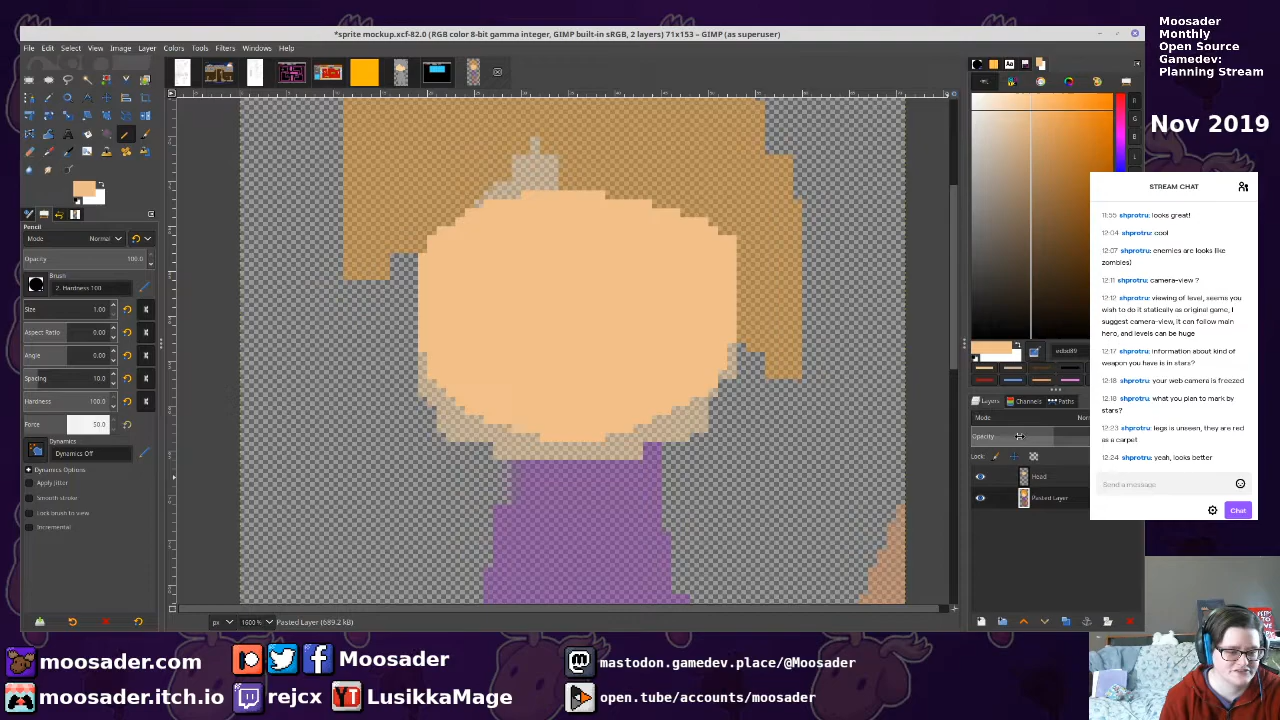 *sprite mockup.xcf-82.0 (RGB color 8-bit gamma integer, GIMP built-in sRGB, 2 layers) 71x153 – GIMP (as superuser)
File Edit Select View Image Layer Colors Tools Filters Windows Help
Moosader
Monthly
Open Source
Gamedev:
Planning Stream
Nov 2019
Pencil
Mode Normal
Opacity 100.0
Brush
2. Hardness 100
Size 1.00
Aspect Ratio 0.00
Angle 0.00
Spacing 10.0
Hardness 100.0
Force 50.0
Dynamics
Dynamics Off
Dynamics Options
Apply Jitter
Smooth stroke
Lock brush to view
Incremental
px 1600 % Pasted Layer (689.2 kB)
R
G
B
L
edbd89
Layers Channels Paths
Mode
Opacity
Lock:
Head
Pasted Layer
STREAM CHAT
11:55 shprotru: looks great!
12:04 shprotru: cool
12:07 shprotru: enemies are looks like
zombies)
12:11 shprotru: camera-view ?
12:12 shprotru: viewing of level, seems you
wish to do it statically as original game, I
suggest camera-view, it can follow main
hero, and levels can be huge
12:17 shprotru: information about kind of
weapon you have is in stars?
12:18 shprotru: your web camera is freezed
12:18 shprotru: what you plan to mark by
stars?
12:23 shprotru: legs is unseen, they are red
as a carpet
12:24 shprotru: yeah, looks better
Send a message
Chat
moosader.com
Moosader
mastodon.gamedev.place/@Moosader
moosader.itch.io
rejcx
LusikkaMage
open.tube/accounts/moosader